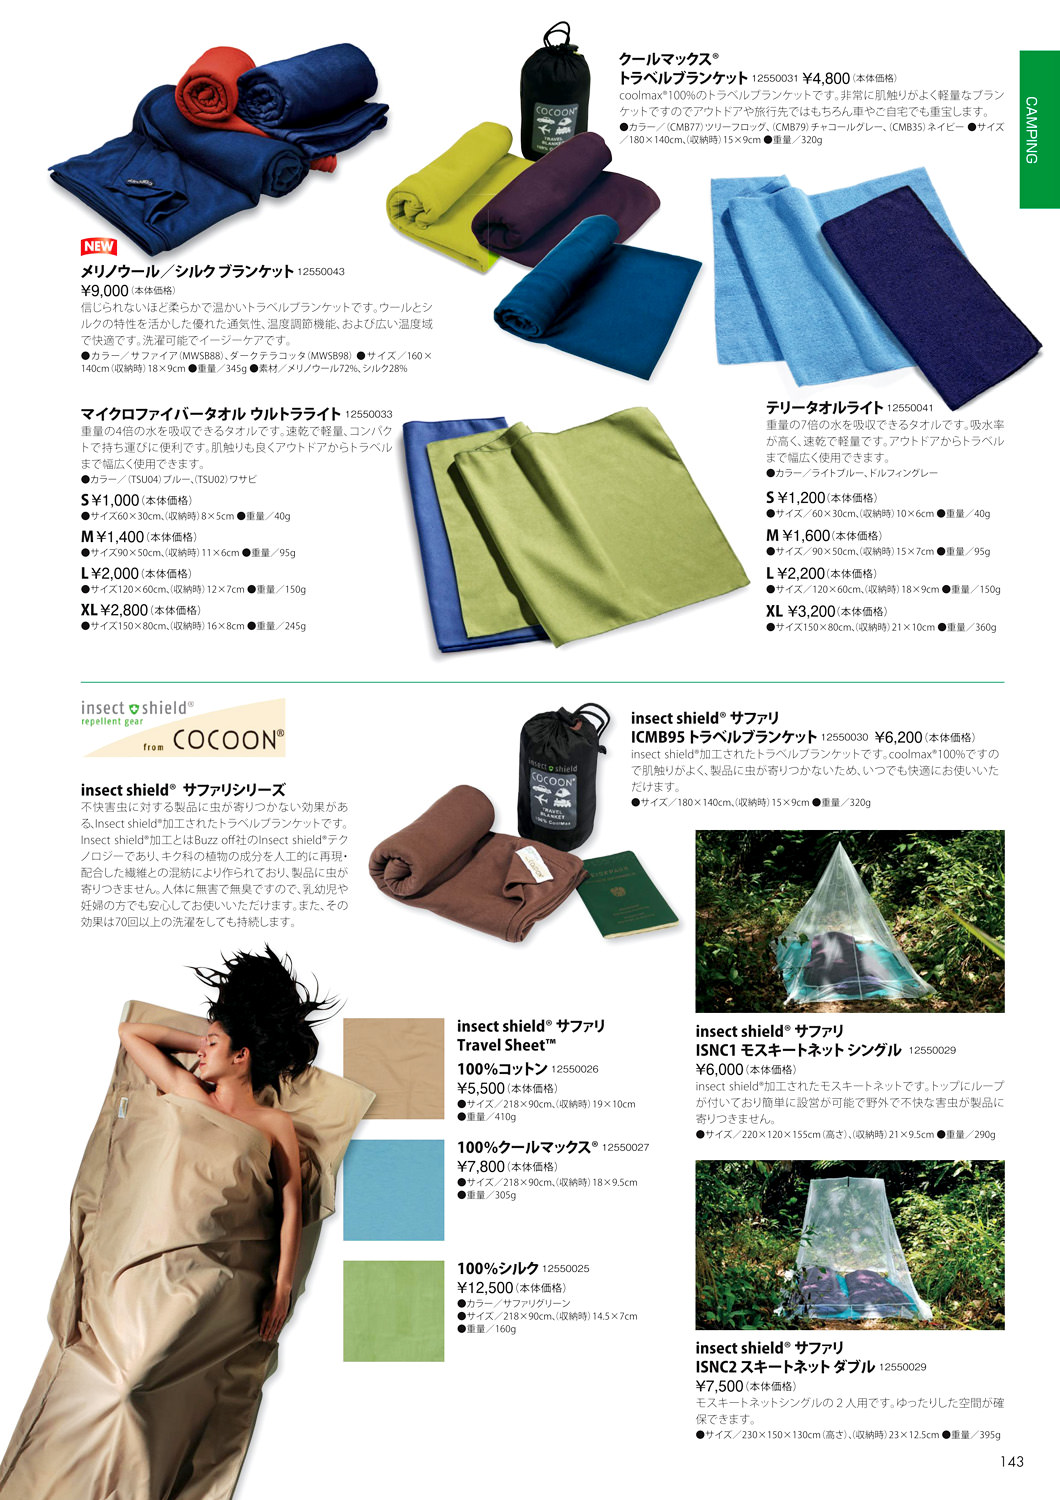 CAMPING
クールマックス®
トラベルブランケット 12550031 ¥4,800（本体価格）
coolmax®100%のトラベルブランケットです。非常に肌触りがよく軽量なブラン
ケットですのでアウトドアや旅行先ではもちろん車やご自宅でも重宝します。
●カラー／（CMB77）ツリーフロッグ、（CMB79）チャコールグレー、（CMB35）ネイビー ●サイズ
／180×140cm、（収納時）15×9cm ●重量／320g
COCOON
TRAVEL
BLANKET
NEW
メリノウール／シルク ブランケット 12550043
¥9,000（本体価格）
信じられないほど柔らかで温かいトラベルブランケットです。ウールとシ
ルクの特性を活かした優れた通気性、温度調節機能、および広い温度域
で快適です。洗濯可能でイージーケアです。
●カラー／サファイア（MWSB88）、ダークテラコッタ（MWSB98） ●サイズ／160×
140cm（収納時）18×9cm ●重量／345g ●素材／メリノウール72%、シルク28%
マイクロファイバータオル ウルトラライト 12550033
重量の4倍の水を吸収できるタオルです。速乾で軽量、コンパク
トで持ち運びに便利です。肌触りも良くアウトドアからトラベル
まで幅広く使用できます。
●カラー／（TSU04）ブルー、（TSU02）ワサビ
S ¥1,000（本体価格）
●サイズ60×30cm、（収納時）8×5cm ●重量／40g
M ¥1,400（本体価格）
●サイズ90×50cm、（収納時）11×6cm ●重量／95g
L ¥2,000（本体価格）
●サイズ120×60cm、（収納時）12×7cm ●重量／150g
XL ¥2,800（本体価格）
●サイズ150×80cm、（収納時）16×8cm ●重量／245g
テリータオルライト 12550041
重量の7倍の水を吸収できるタオルです。吸水率
が高く、速乾で軽量です。アウトドアからトラベル
まで幅広く使用できます。
●カラー／ライトブルー、ドルフィングレー
S ¥1,200（本体価格）
●サイズ／60×30cm、（収納時）10×6cm ●重量／40g
M ¥1,600（本体価格）
●サイズ／90×50cm、（収納時）15×7cm ●重量／95g
L ¥2,200（本体価格）
●サイズ／120×60cm、（収納時）18×9cm ●重量／150g
XL ¥3,200（本体価格）
●サイズ150×80cm、（収納時）21×10cm ●重量／360g
insect shield®
repellent gear
from COCOON®
insect shield® サファリシリーズ
不快害虫に対する製品に虫が寄りつかない効果があ
る、Insect shield®加工されたトラベルブランケットです。
Insect shield®加工とはBuzz off社のInsect shield®テク
ノロジーであり、キク科の植物の成分を人工的に再現・
配合した繊維との混紡により作られており、製品に虫が
寄りつきません。人体に無害で無臭ですので、乳幼児や
妊婦の方でも安心してお使いいただけます。また、その
効果は70回以上の洗濯をしても持続します。
insect shield
COCOON
TRAVEL
BLANKET
100% CoolMax
REISEPASS
insect shield® サファリ
ICMB95 トラベルブランケット 12550030 ¥6,200（本体価格）
insect shield®加工されたトラベルブランケットです。coolmax®100%ですの
で肌触りがよく、製品に虫が寄りつかないため、いつでも快適にお使いいた
だけます。
●サイズ／180×140cm、（収納時）15×9cm ●重量／320g
insect shield® サファリ
Travel Sheet™
100%コットン 12550026
¥5,500（本体価格）
●サイズ／218×90cm、（収納時）19×10cm
●重量／410g
100%クールマックス® 12550027
¥7,800（本体価格）
●サイズ／218×90cm、（収納時）18×9.5cm
●重量／305g
100%シルク 12550025
¥12,500（本体価格）
●カラー／サファリグリーン
●サイズ／218×90cm、（収納時）14.5×7cm
●重量／160g
insect shield® サファリ
ISNC1 モスキートネット シングル 12550029
¥6,000（本体価格）
insect shield®加工されたモスキートネットです。トップにループ
が付いており簡単に設営が可能で野外で不快な害虫が製品に
寄りつきません。
●サイズ／220×120×155cm（高さ）、（収納時）21×9.5cm ●重量／290g
insect shield® サファリ
ISNC2 スキートネット ダブル 12550029
¥7,500（本体価格）
モスキートネットシングルの2人用です。ゆったりした空間が確
保できます。
●サイズ／230×150×130cm（高さ）、（収納時）23×12.5cm ●重量／395g
143